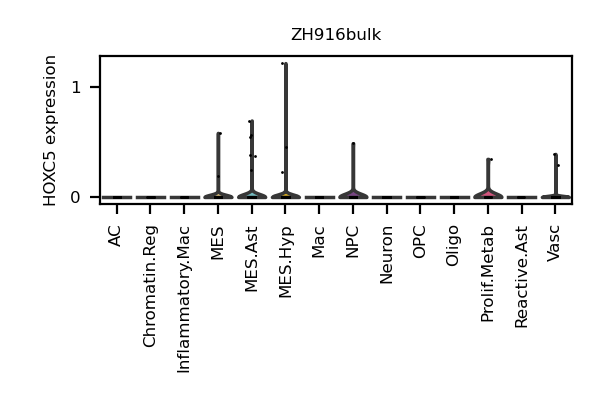 ZH916bulk
HOXC5 expression
1
0
AC
Chromatin.Reg
Inflammatory.Mac
MES
MES.Ast
MES.Hyp
Mac
NPC
Neuron
OPC
Oligo
Prolif.Metab
Reactive.Ast
Vasc